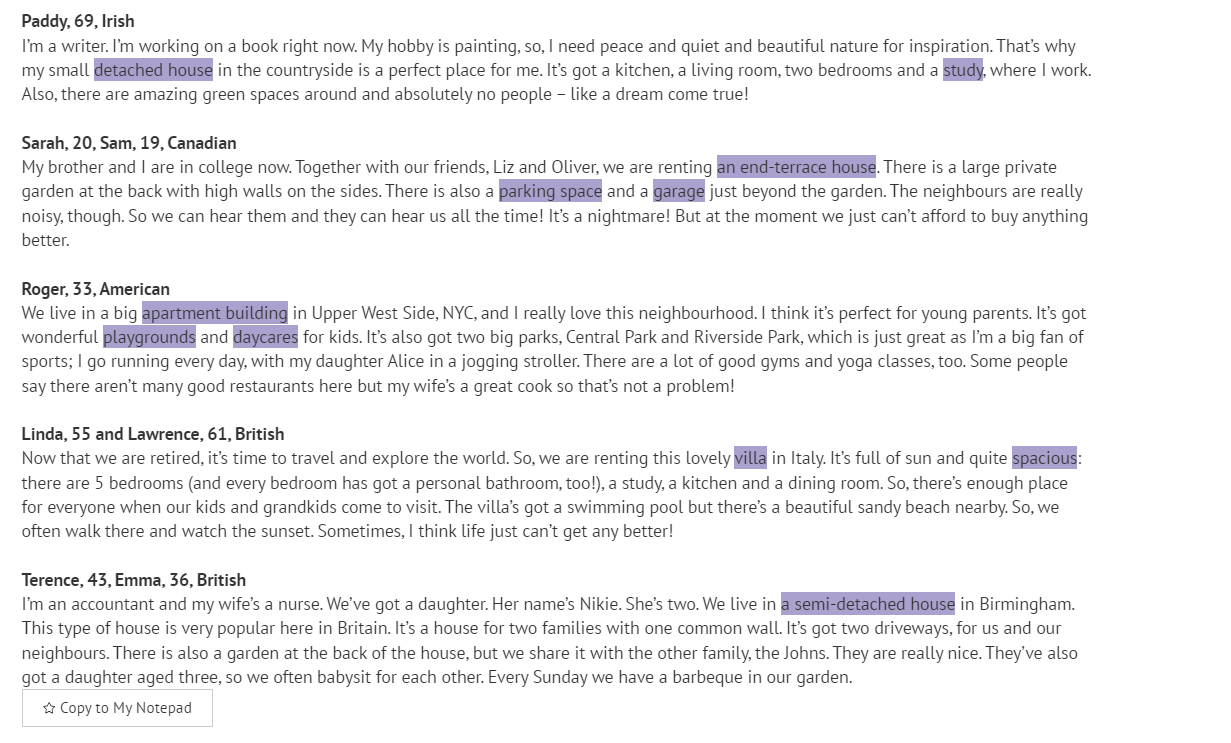 Paddy, 69, Irish
I'm a writer. I'm working on a book right now. My hobby is painting, so, I need peace and quiet and beautiful nature for inspiration. That's why
my small detached house in the countryside is a perfect place for me. It's got a kitchen, a living room, two bedrooms and a study, where I work.
Also, there are amazing green spaces around and absolutely no people – like a dream come true!
Sarah, 20, Sam, 19, Canadian
My brother and I are in college now. Together with our friends, Liz and Oliver, we are renting an end-terrace house. There is a large private
garden at the back with high walls on the sides. There is also a parking space and a garage just beyond the garden. The neighbours are really
noisy, though. So we can hear them and they can hear us all the time! It's a nightmare! But at the moment we just can't afford to buy anything
better.
Roger, 33, American
We live in a big apartment building in Upper West Side, NYC, and I really love this neighbourhood. I think it's perfect for young parents. It's got
wonderful playgrounds and daycares for kids. It's also got two big parks, Central Park and Riverside Park, which is just great as I'm a big fan of
sports; I go running every day, with my daughter Alice in a jogging stroller. There are a lot of good gyms and yoga classes, too. Some people
say there aren't many good restaurants here but my wife's a great cook so that's not a problem!
Linda, 55 and Lawrence, 61, British
Now that we are retired, it's time to travel and explore the world. So, we are renting this lovely villa in Italy. It's full of sun and quite spacious:
there are 5 bedrooms (and every bedroom has got a personal bathroom, too!), a study, a kitchen and a dining room. So, there's enough place
for everyone when our kids and grandkids come to visit. The villa's got a swimming pool but there's a beautiful sandy beach nearby. So, we
often walk there and watch the sunset. Sometimes, I think life just can't get any better!
Terence, 43, Emma, 36, British
I'm an accountant and my wife's a nurse. We've got a daughter. Her name's Nikie. She's two. We live in a semi-detached house in Birmingham.
This type of house is very popular here in Britain. It's a house for two families with one common wall. It's got two driveways, for us and our
neighbours. There is also a garden at the back of the house, but we share it with the other family, the Johns. They are really nice. They've also
got a daughter aged three, so we often babysit for each other. Every Sunday we have a barbeque in our garden.
Copy to My Notepad